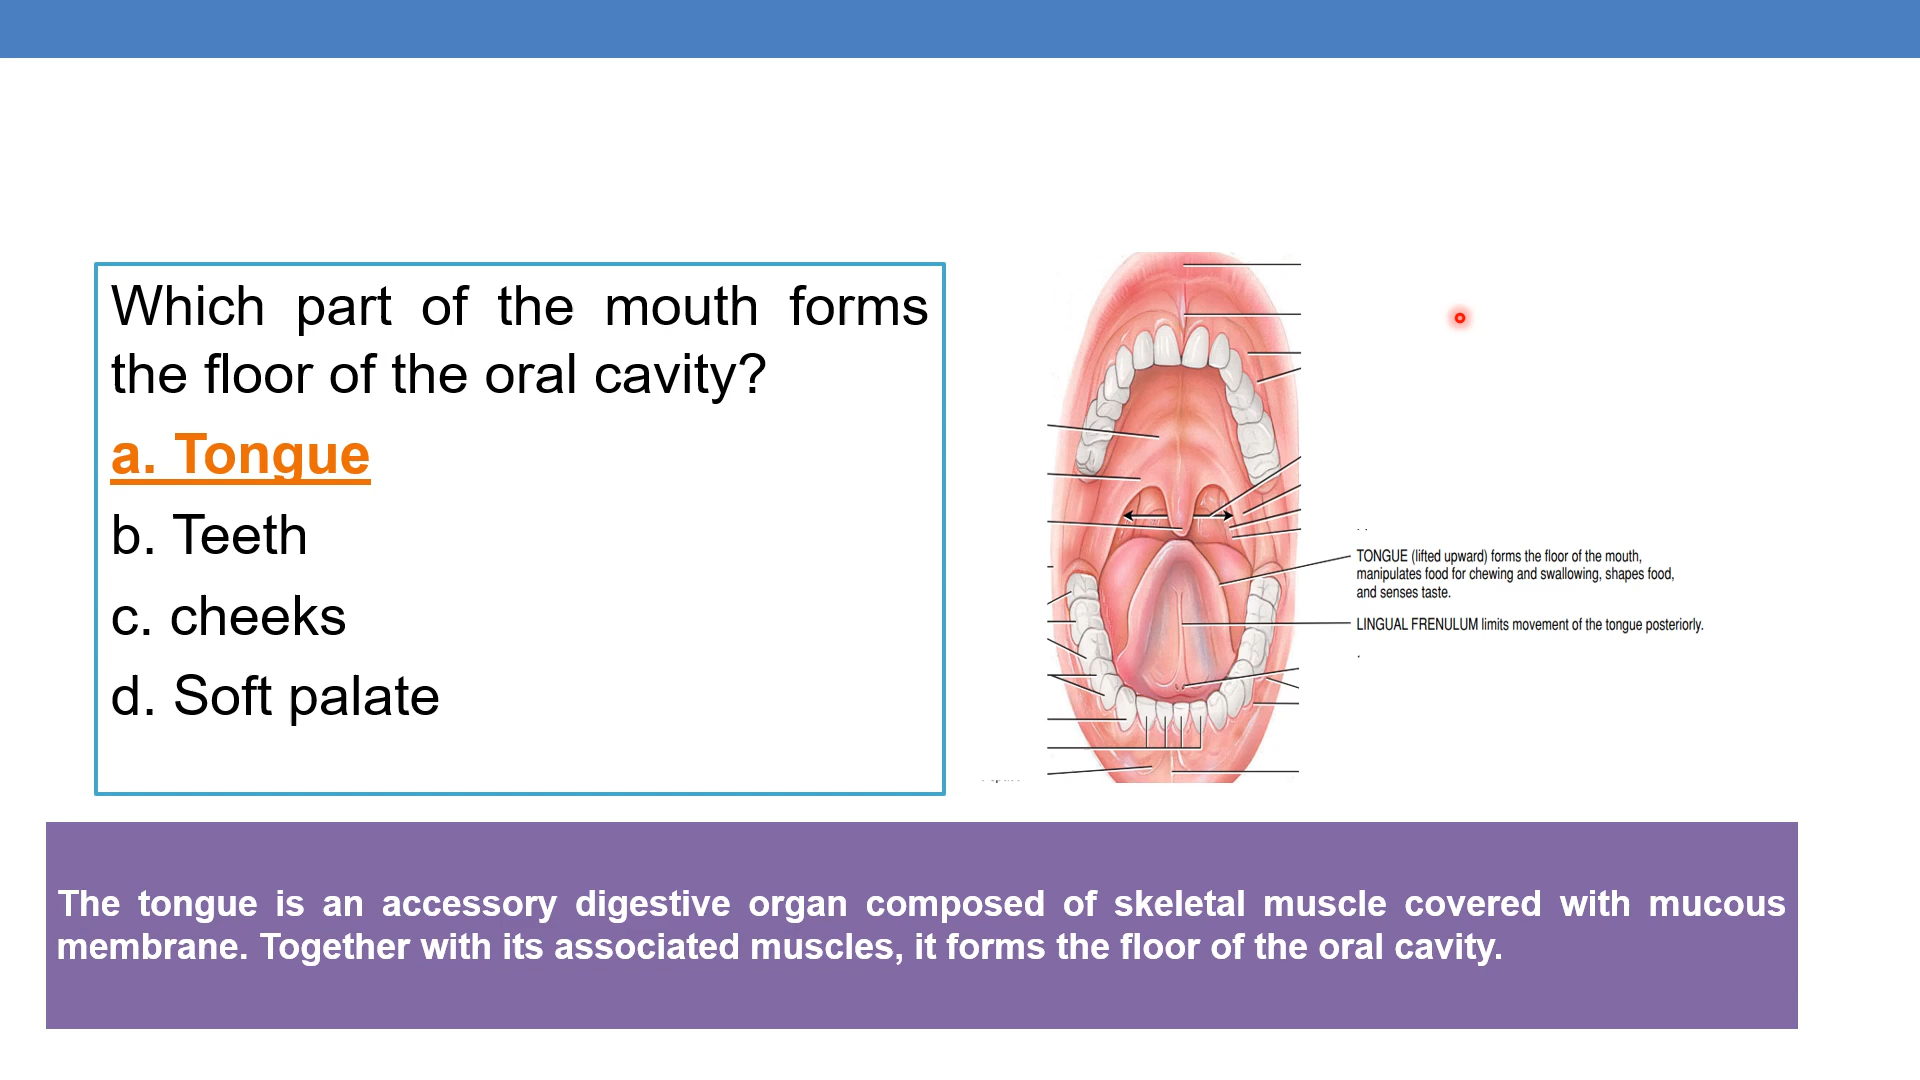 Which part of the mouth forms
the floor of the oral cavity?
a. Tongue
b. Teeth
c. cheeks
d. Soft palate
TONGUE (lifted upward) forms the floor of the mouth,
manipulates food for chewing and swallowing, shapes food,
and senses taste.
LINGUAL FRENULUM limits movement of the tongue posteriorly.
The tongue is an accessory digestive organ composed of skeletal muscle covered with mucous
membrane. Together with its associated muscles, it forms the floor of the oral cavity.